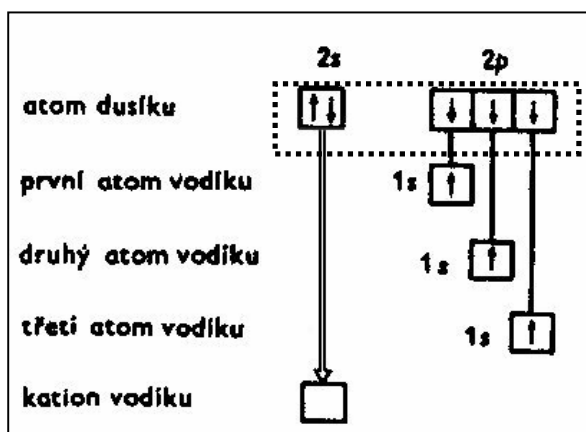 2s 2p
atom dusíku
první atom vodíku 1s
druhý atom vodíku 1s
třetí atom vodíku 1s
kation vodíku